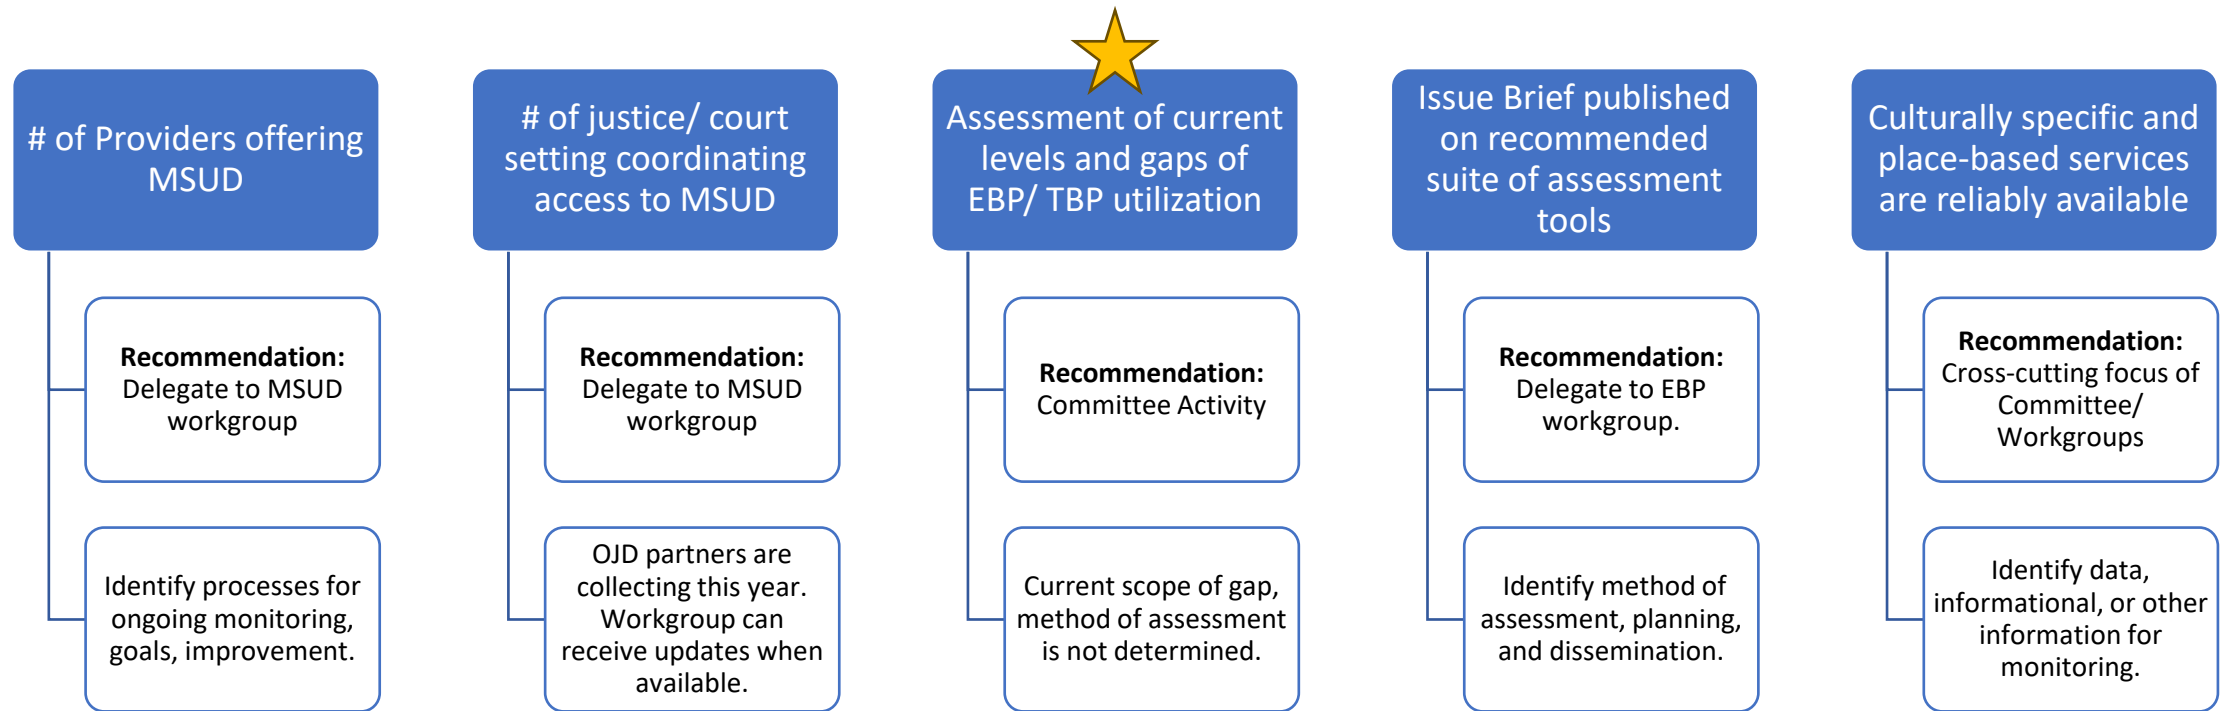 # of Providers offering
MSUD
Recommendation:
Delegate to MSUD
workgroup
Identify processes for
ongoing monitoring,
goals, improvement.
# of justice/ court
setting coordinating
access to MSUD
Recommendation:
Delegate to MSUD
workgroup
OJD partners are
collecting this year.
Workgroup can
receive updates when
available.
Assessment of current
levels and gaps of
EBP/ TBP utilization
Recommendation:
Committee Activity
Current scope of gap,
method of assessment
is not determined.
Issue Brief published
on recommended
suite of assessment
tools
Recommendation:
Delegate to EBP
workgroup.
Identify method of
assessment, planning,
and dissemination.
Culturally specific and
place-based services
are reliably available
Recommendation:
Cross-cutting focus of
Committee/
Workgroups
Identify data,
informational, or other
information for
monitoring.